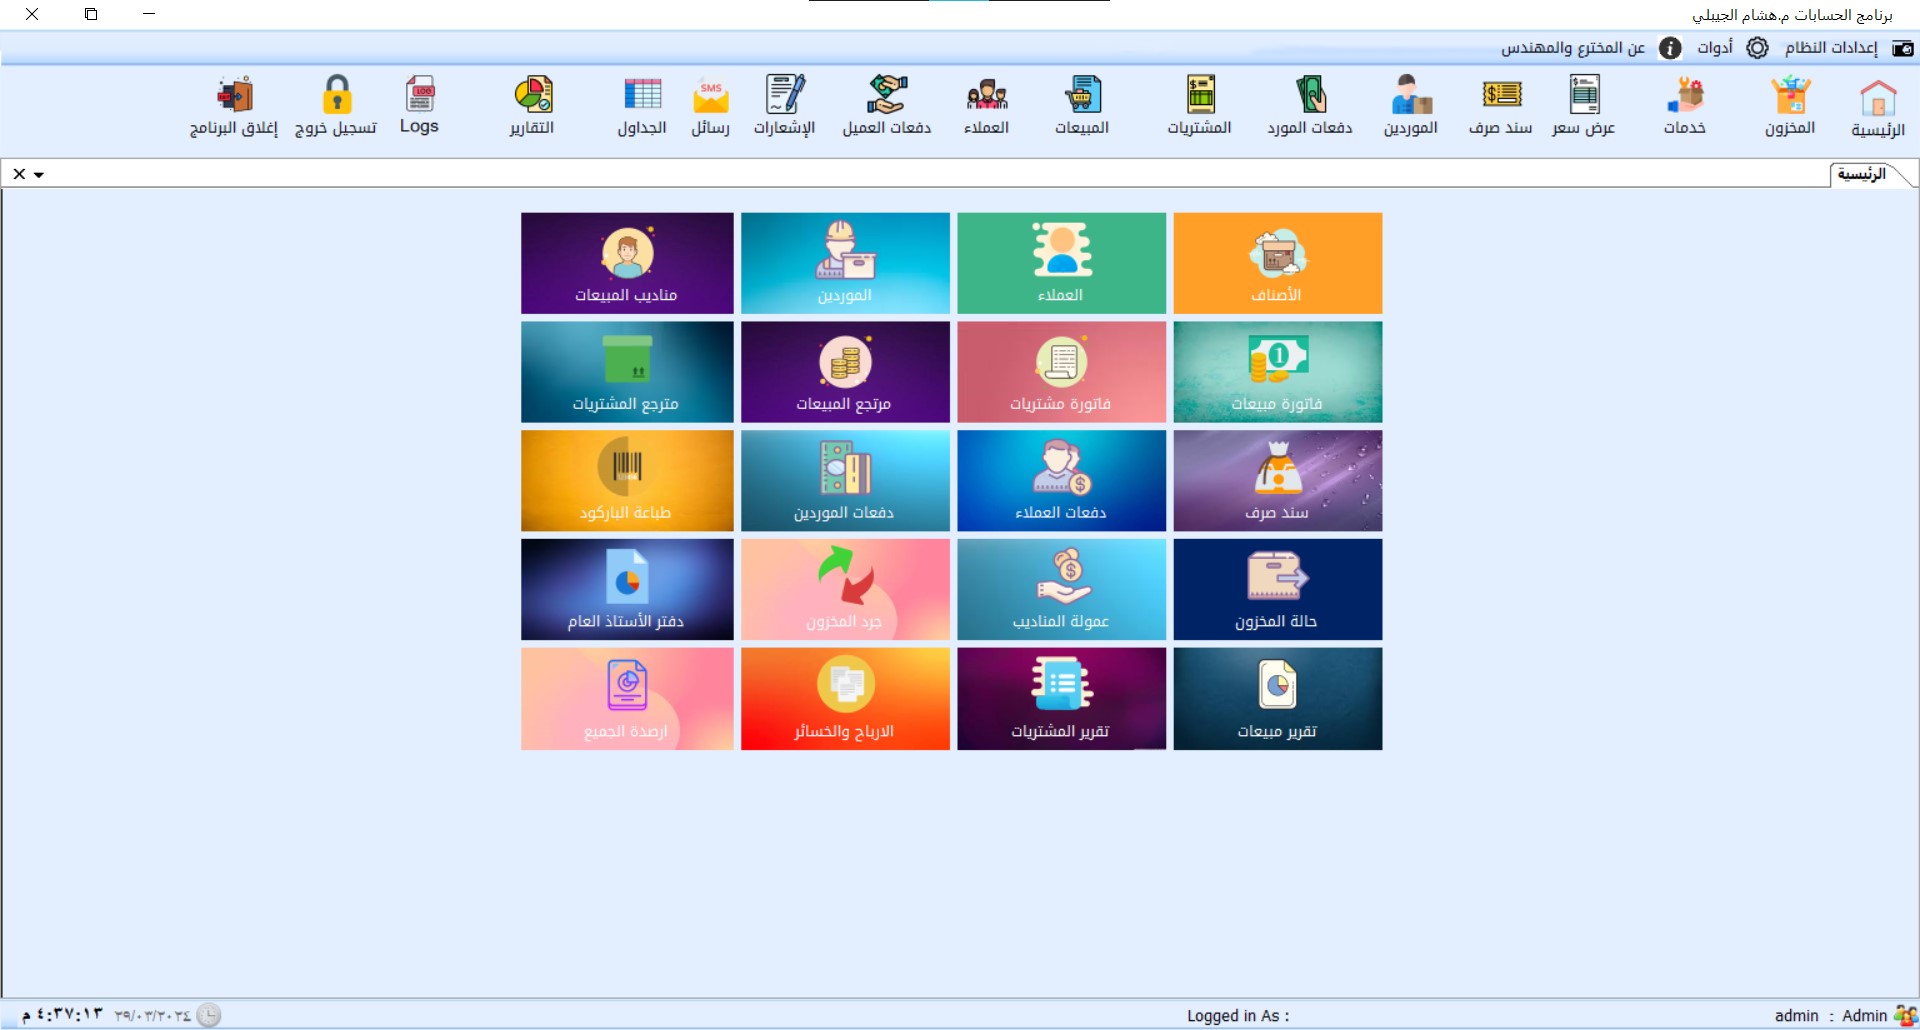 برنامج الحسابات م.هشام الجيبلي
إعدادات النظام أدوات عن المخترع والمهندس
الرئيسية المخزون خدمات عرض سعر سند صرف الموردين دفعات المورد المشتريات المبيعات العملاء دفعات العميل الإشعارات رسائل الجداول التقارير Logs تسجيل خروج إغلاق البرنامج
الرئيسية
الأصناف العملاء الموردين مناديب المبيعات
فاتورة مبيعات فاتورة مشتريات مرتجع المبيعات مترجع المشتريات
سند صرف دفعات العملاء دفعات الموردين طباعة الباركود
حالة المخزون عمولة المناديب جرد المخزون دفتر الأستاذ العام
تقرير مبيعات تقرير المشتريات الارباح والخسائر ارصدة الجميع
admin : Admin Logged in As : ٢٩/٠٣/٢٠٢٤ ٤:٣٧:١٣ م